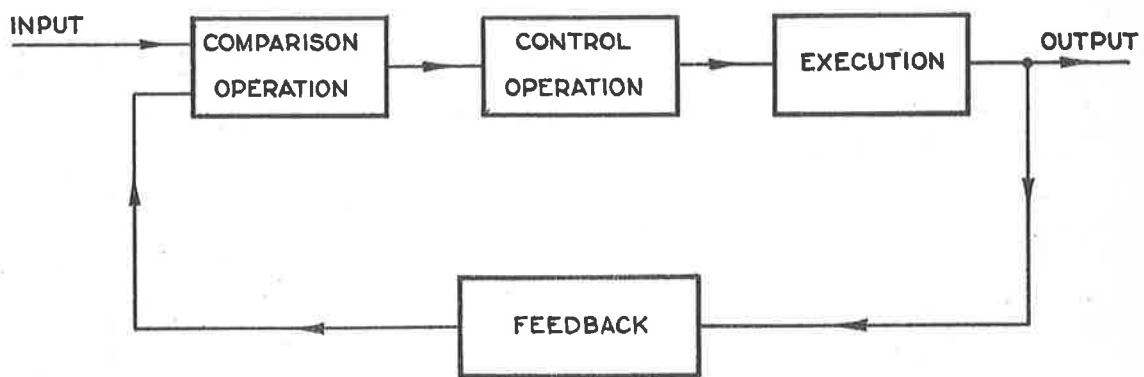 INPUT
COMPARISON
OPERATION
CONTROL
OPERATION
EXECUTION
OUTPUT
FEEDBACK